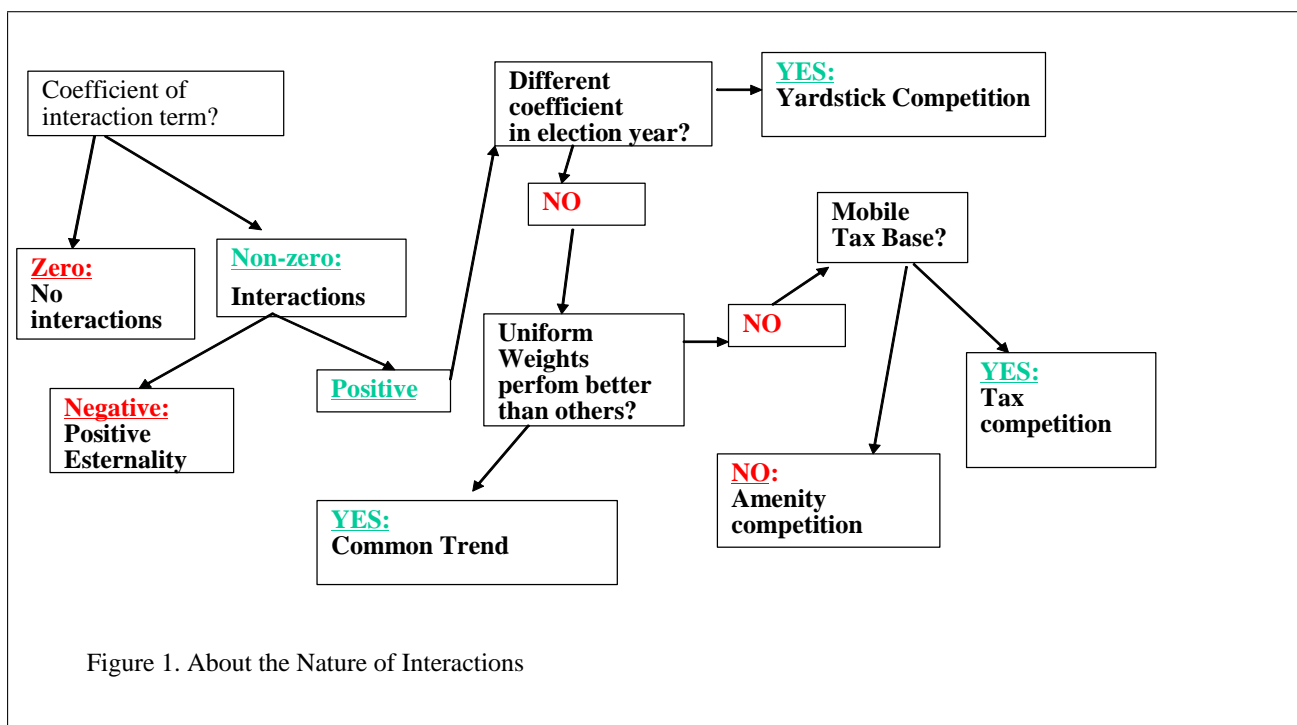 Coefficient of
interaction term?
Zero:
No
interactions
Non-zero:
Interactions
Negative:
Positive
Esternality
Positive
Different
coefficient
in election year?
YES:
Yardstick Competition
NO
Uniform
Weights
perfom better
than others?
YES:
Common Trend
NO
Mobile
Tax Base?
YES:
Tax
competition
NO:
Amenity
competition
Figure 1. About the Nature of Interactions